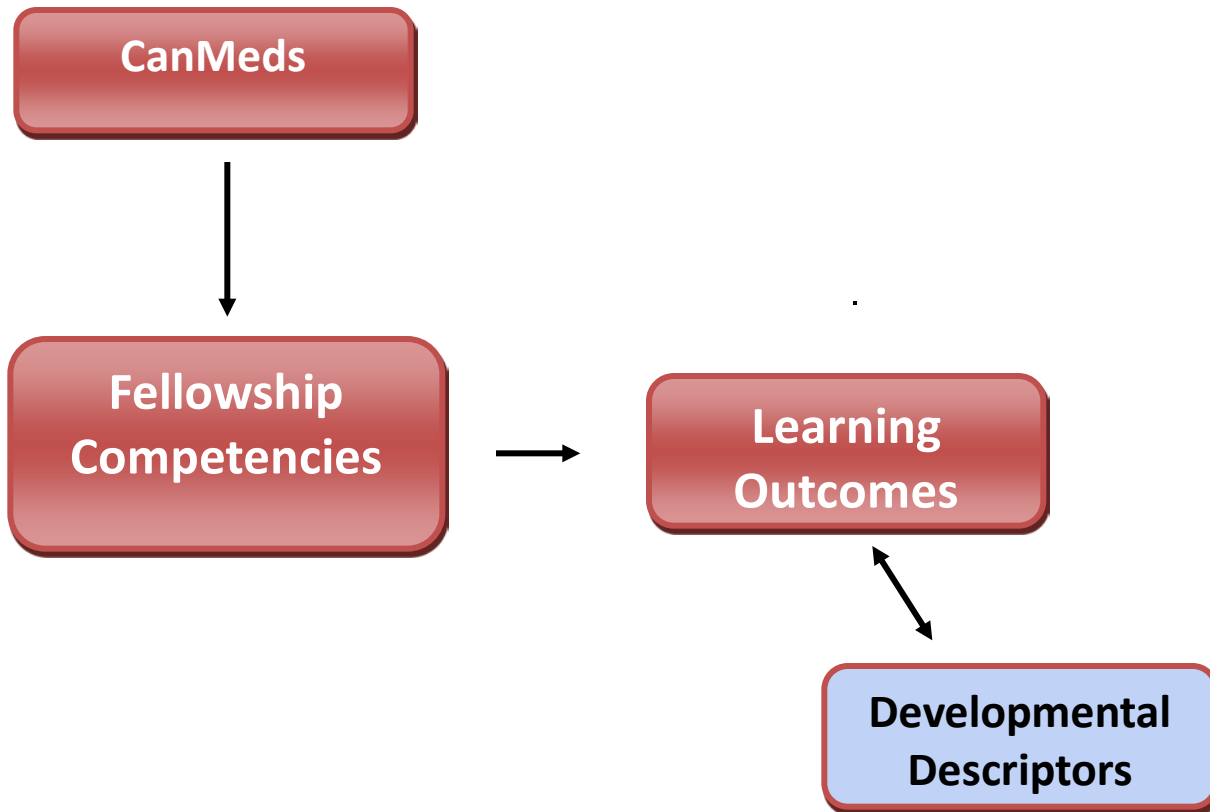 CanMeds
Fellowship
Competencies
Learning
Outcomes
Developmental
Descriptors